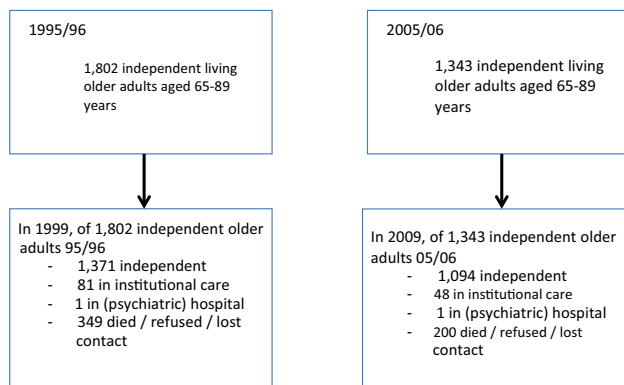 1995/96
1,802 independent living
older adults aged 65-89
years
In 1999, of 1,802 independent older
adults 95/96
- 1,371 independent
- 81 in institutional care
- 1 in (psychiatric) hospital
- 349 died / refused / lost
contact
2005/06
1,343 independent living
older adults aged 65-89
years
In 2009, of 1,343 independent older
adults 05/06
- 1,094 independent
- 48 in institutional care
- 1 in (psychiatric) hospital
- 200 died / refused / lost
contact